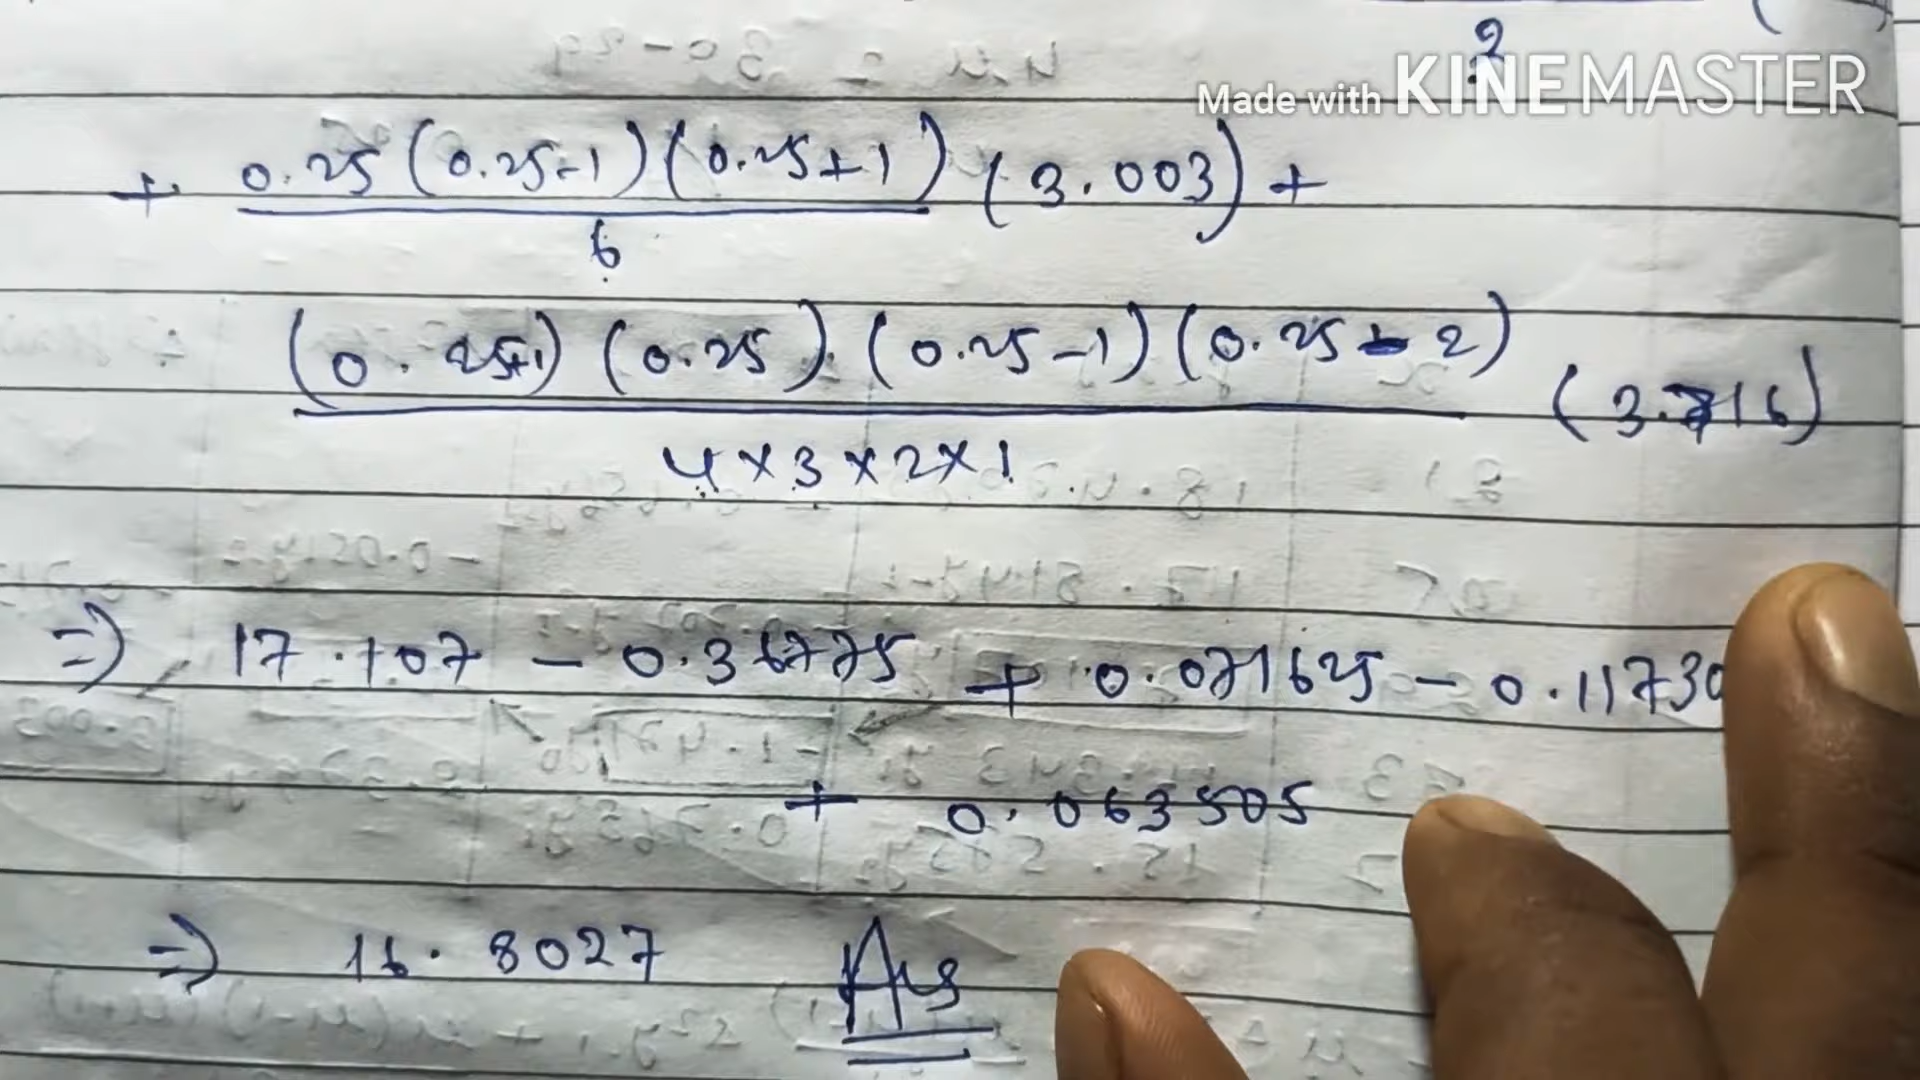 2
Made with KINEMASTER
+ 0.25 (0.25-1) (0.25+1) (3.003) +
6
(0.25+1) (0.25) (0.25-1) (0.25-2) (3.716)
4×3×2×1
⇒ 17.107 - 0.36775 + 0.071625 - 0.11730
+ 0.063505
⇒ 16.8027 Ans